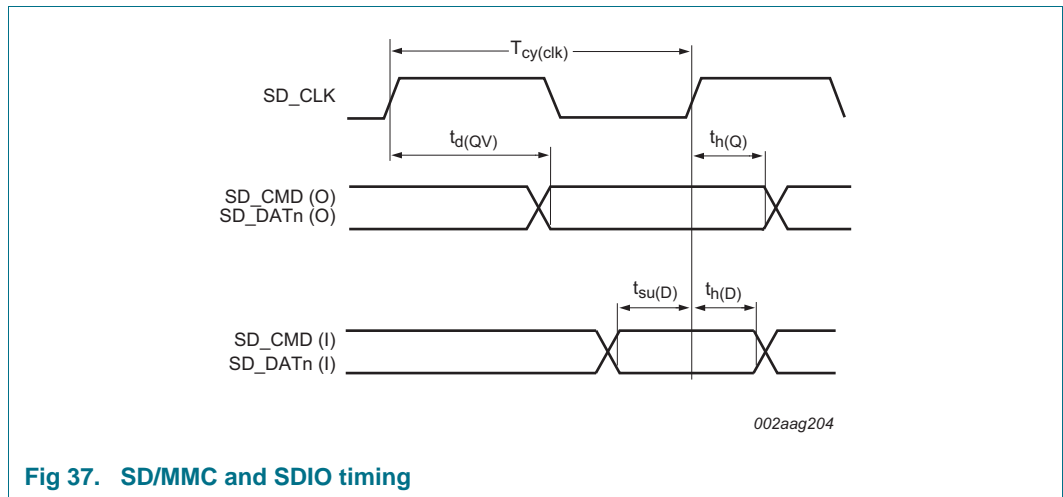 Tcy(clk)
SD_CLK
td(QV)
th(Q)
SD_CMD (O)
SD_DATn (O)
tsu(D)
th(D)
SD_CMD (I)
SD_DATn (I)
002aag204
Fig 37. SD/MMC and SDIO timing